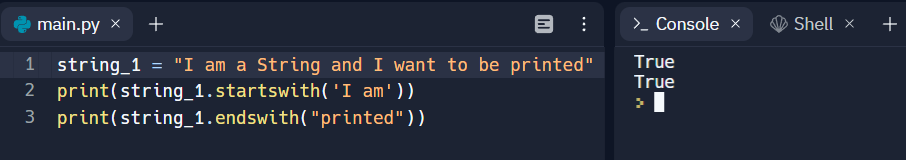 main.py × +
1 string_1 = "I am a String and I want to be printed"
2 print(string_1.startswith('I am'))
3 print(string_1.endswith("printed"))
>_ Console × Shell × +
True
True
>